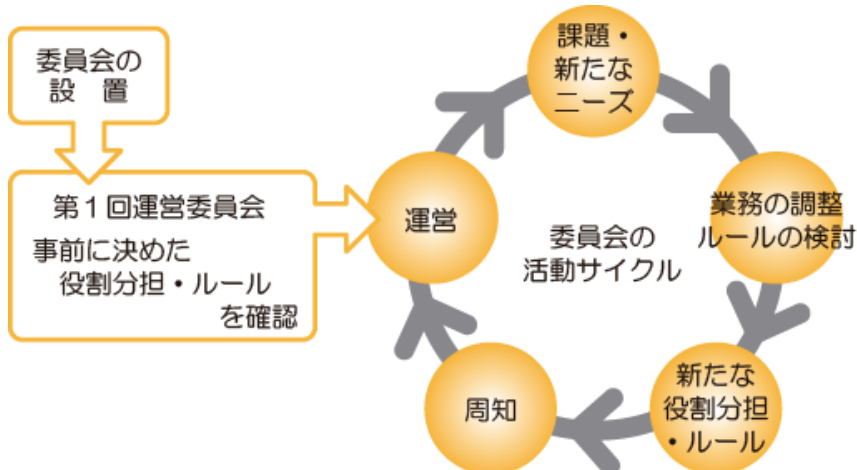 委員会の
設　置
第１回運営委員会
事前に決めた
役割分担・ルール
を確認
運営
課題・
新たな
ニーズ
業務の調整
ルールの検討
新たな
役割分担
・ルール
周知
委員会の
活動サイクル